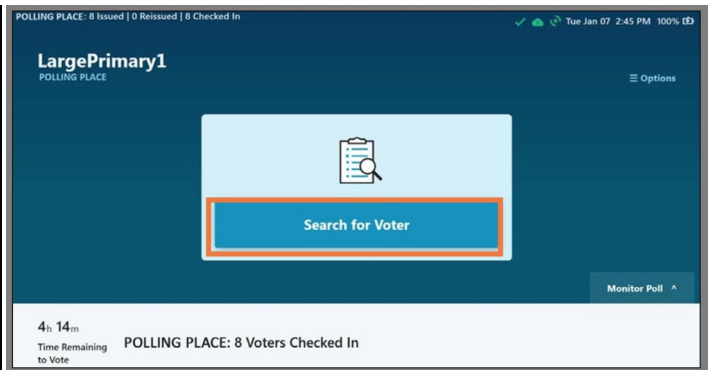 POLLING PLACE: 8 Issued | 0 Reissued | 8 Checked In
Tue Jan 07 2:45 PM 100%
LargePrimary1
POLLING PLACE
☰ Options
Search for Voter
Monitor Poll ^
4h 14m
Time Remaining
to Vote
POLLING PLACE: 8 Voters Checked In